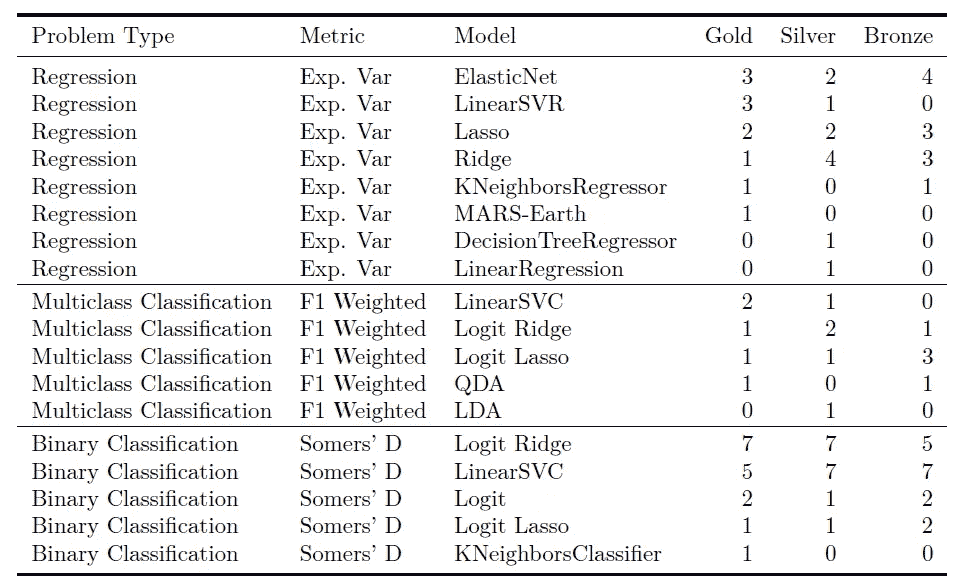 Problem Type Metric Model Gold Silver Bronze
Regression Exp. Var ElasticNet 3 2 4
Regression Exp. Var LinearSVR 3 1 0
Regression Exp. Var Lasso 2 2 3
Regression Exp. Var Ridge 1 4 3
Regression Exp. Var KNeighborsRegressor 1 0 1
Regression Exp. Var MARS-Earth 1 0 0
Regression Exp. Var DecisionTreeRegressor 0 1 0
Regression Exp. Var LinearRegression 0 1 0
Multiclass Classification F1 Weighted LinearSVC 2 1 0
Multiclass Classification F1 Weighted Logit Ridge 1 2 1
Multiclass Classification F1 Weighted Logit Lasso 1 1 3
Multiclass Classification F1 Weighted QDA 1 0 1
Multiclass Classification F1 Weighted LDA 0 1 0
Binary Classification Somers' D Logit Ridge 7 7 5
Binary Classification Somers' D LinearSVC 5 7 7
Binary Classification Somers' D Logit 2 1 2
Binary Classification Somers' D Logit Lasso 1 1 2
Binary Classification Somers' D KNeighborsClassifier 1 0 0